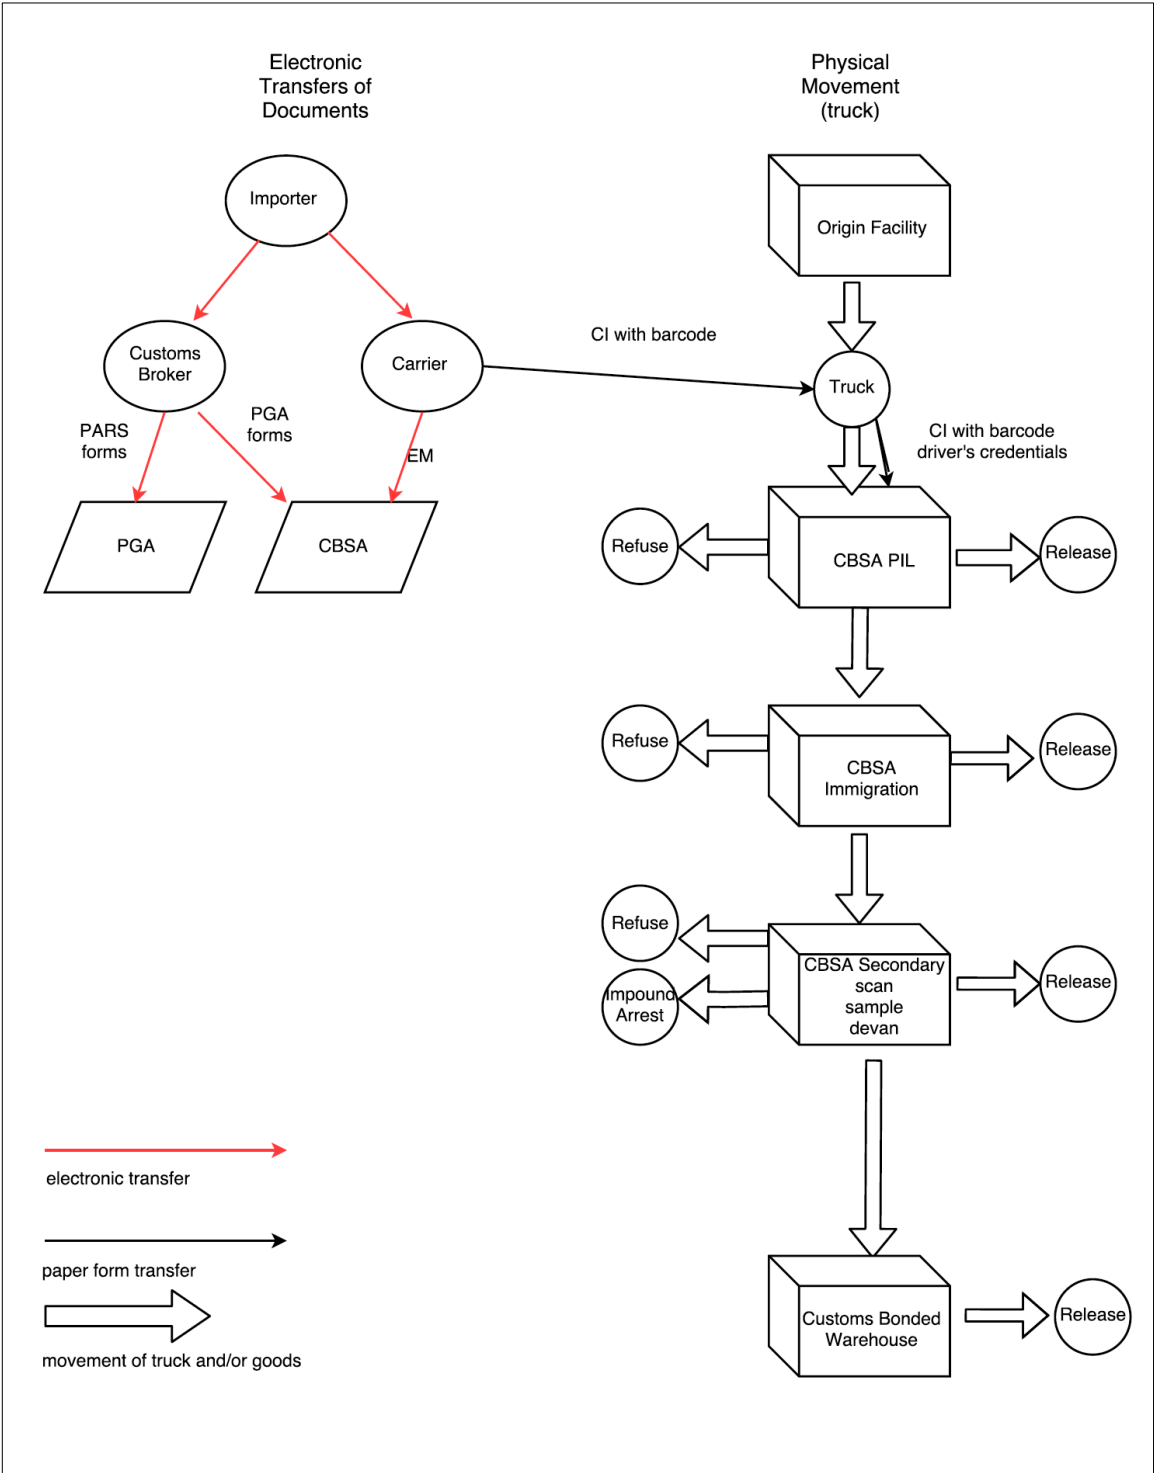 Electronic
Transfers of
Documents
Physical
Movement
(truck)
Importer
Origin Facility
CI with barcode
Customs
Broker
Carrier
Truck
PARS
forms
PGA
forms
EM
CI with barcode
driver's credentials
PGA
CBSA
Refuse
CBSA PIL
Release
Refuse
CBSA
Immigration
Release
Refuse
Impound
Arrest
CBSA Secondary
scan
sample
devan
Release
electronic transfer
paper form transfer
movement of truck and/or goods
Customs Bonded
Warehouse
Release